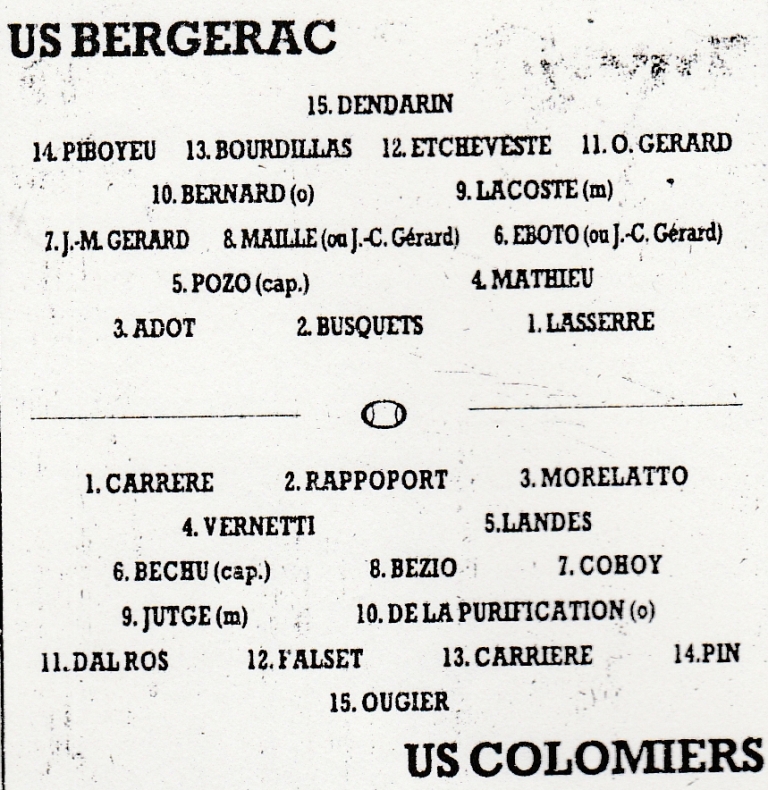 US BERGERAC
15. DENDARIN
14. PIBOYEU 13. BOURDILLAS 12. ETCHEVESTE 11. O. GERARD
10. BERNARD (o) 9. LACOSTE (m)
7. J.-M. GERARD 8. MAILLE (ou J.-C. Gérard) 6. EBOTO (ou J.-C. Gérard)
5. POZO (cap.) 4. MATHIEU
3. ADOT 2. BUSQUETS 1. LASSERRE
1. CARRERE 2. RAPPOPORT 3. MORELATTO
4. VERNETTI 5. LANDES
6. BECHU (cap.) 8. BEZIO 7. COHOY
9. JUTGE (m) 10. DE LA PURIFICATION (o)
11. DAL ROS 12. FALSET 13. CARRIERE 14. PIN
15. OUGIER
US COLOMIERS